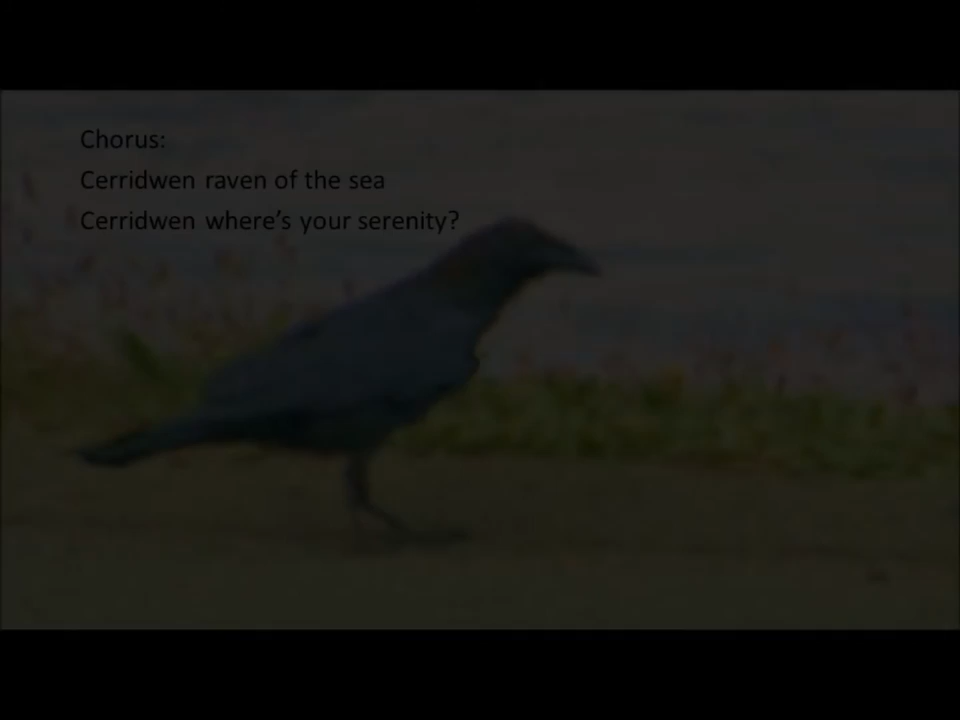 Chorus:
Cerridwen raven of the sea
Cerridwen where's your serenity?